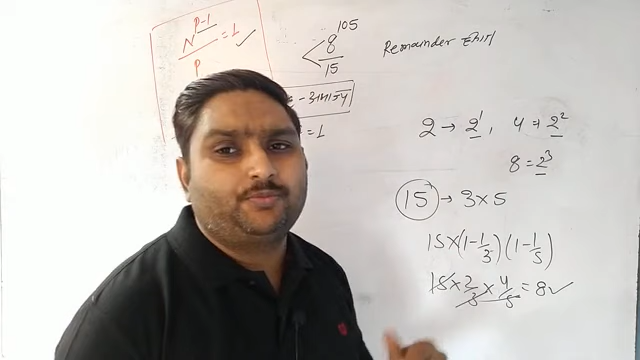 N^(P-1)/P = 1 ✓
8^105/15
Remainder होगा
- अभाज्य
= 1
2 → 2¹, 4 → 2²
8 = 2³
15 → 3×5
15×(1-1/3)(1-1/5)
15×2/3×4/5=8✓